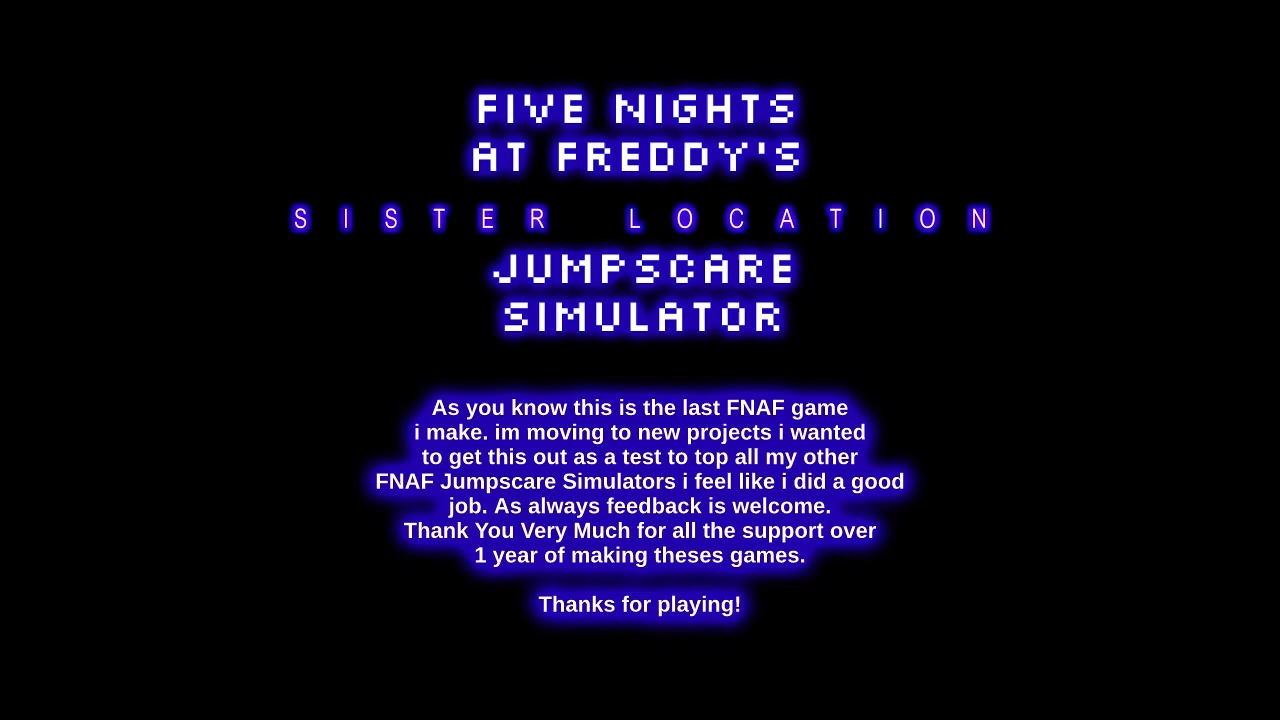 FIVE NIGHTS
AT FREDDY'S
SISTER LOCATION
JUMPSCARE
SIMULATOR
As you know this is the last FNAF game
i make. im moving to new projects i wanted
to get this out as a test to top all my other
FNAF Jumpscare Simulators i feel like i did a good
job. As always feedback is welcome.
Thank You Very Much for all the support over
1 year of making theses games.
Thanks for playing!